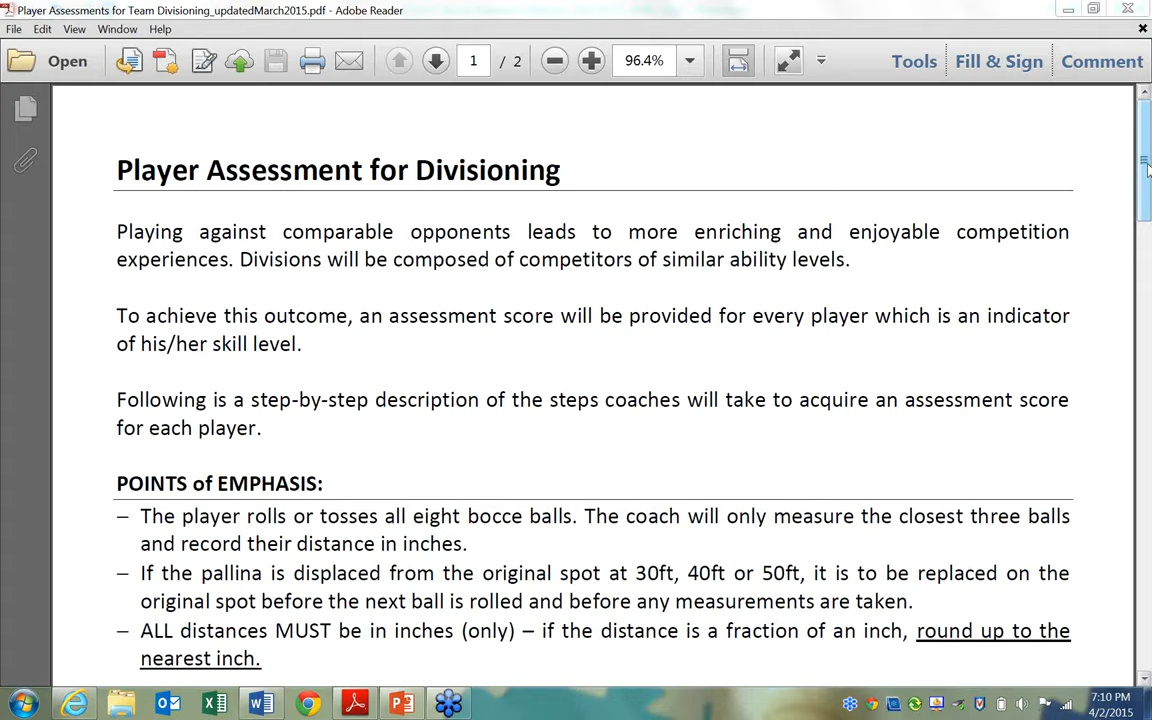 Player Assessments for Team Divisioning_updatedMarch2015.pdf - Adobe Reader
File Edit View Window Help
Open 1 / 2 96.4% Tools Fill & Sign Comment
Player Assessment for Divisioning
Playing against comparable opponents leads to more enriching and enjoyable competition
experiences. Divisions will be composed of competitors of similar ability levels.
To achieve this outcome, an assessment score will be provided for every player which is an indicator
of his/her skill level.
Following is a step-by-step description of the steps coaches will take to acquire an assessment score
for each player.
POINTS of EMPHASIS:
– The player rolls or tosses all eight bocce balls. The coach will only measure the closest three balls
and record their distance in inches.
– If the pallina is displaced from the original spot at 30ft, 40ft or 50ft, it is to be replaced on the
original spot before the next ball is rolled and before any measurements are taken.
– ALL distances MUST be in inches (only) – if the distance is a fraction of an inch, round up to the
nearest inch.
7:10 PM
4/2/2015